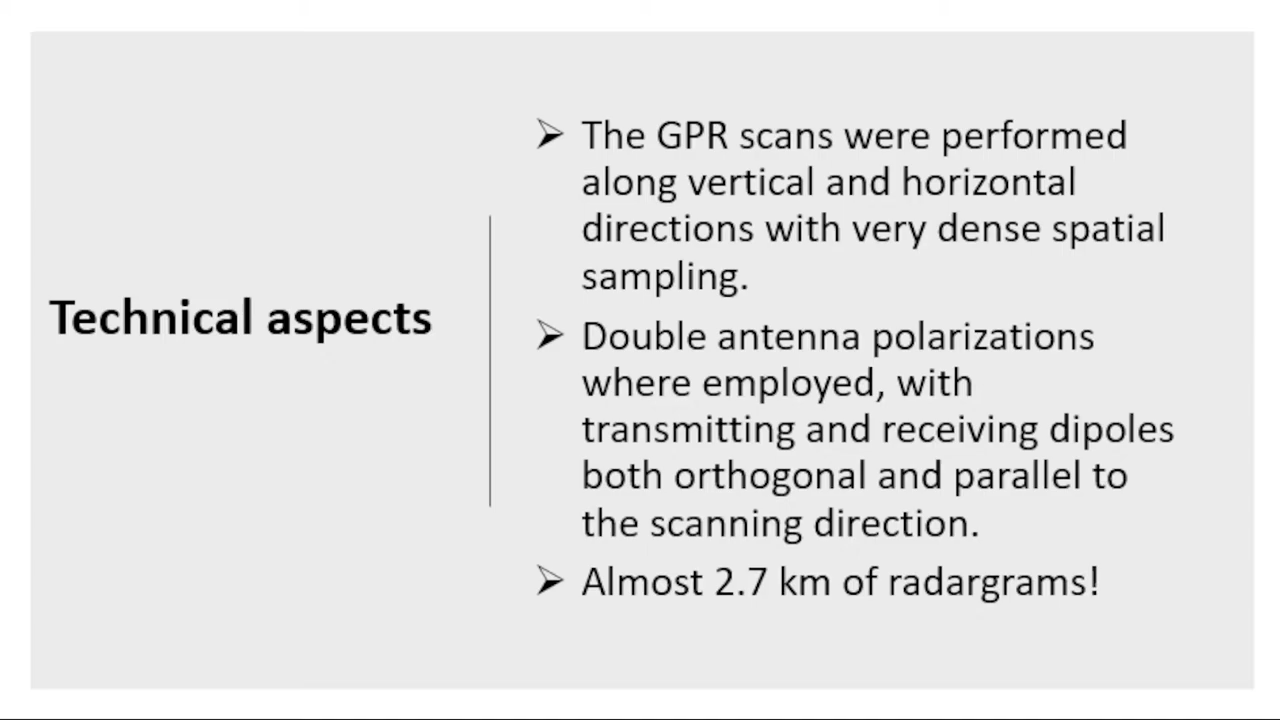 Technical aspects
➢ The GPR scans were performed
along vertical and horizontal
directions with very dense spatial
sampling.
➢ Double antenna polarizations
where employed, with
transmitting and receiving dipoles
both orthogonal and parallel to
the scanning direction.
➢ Almost 2.7 km of radargrams!